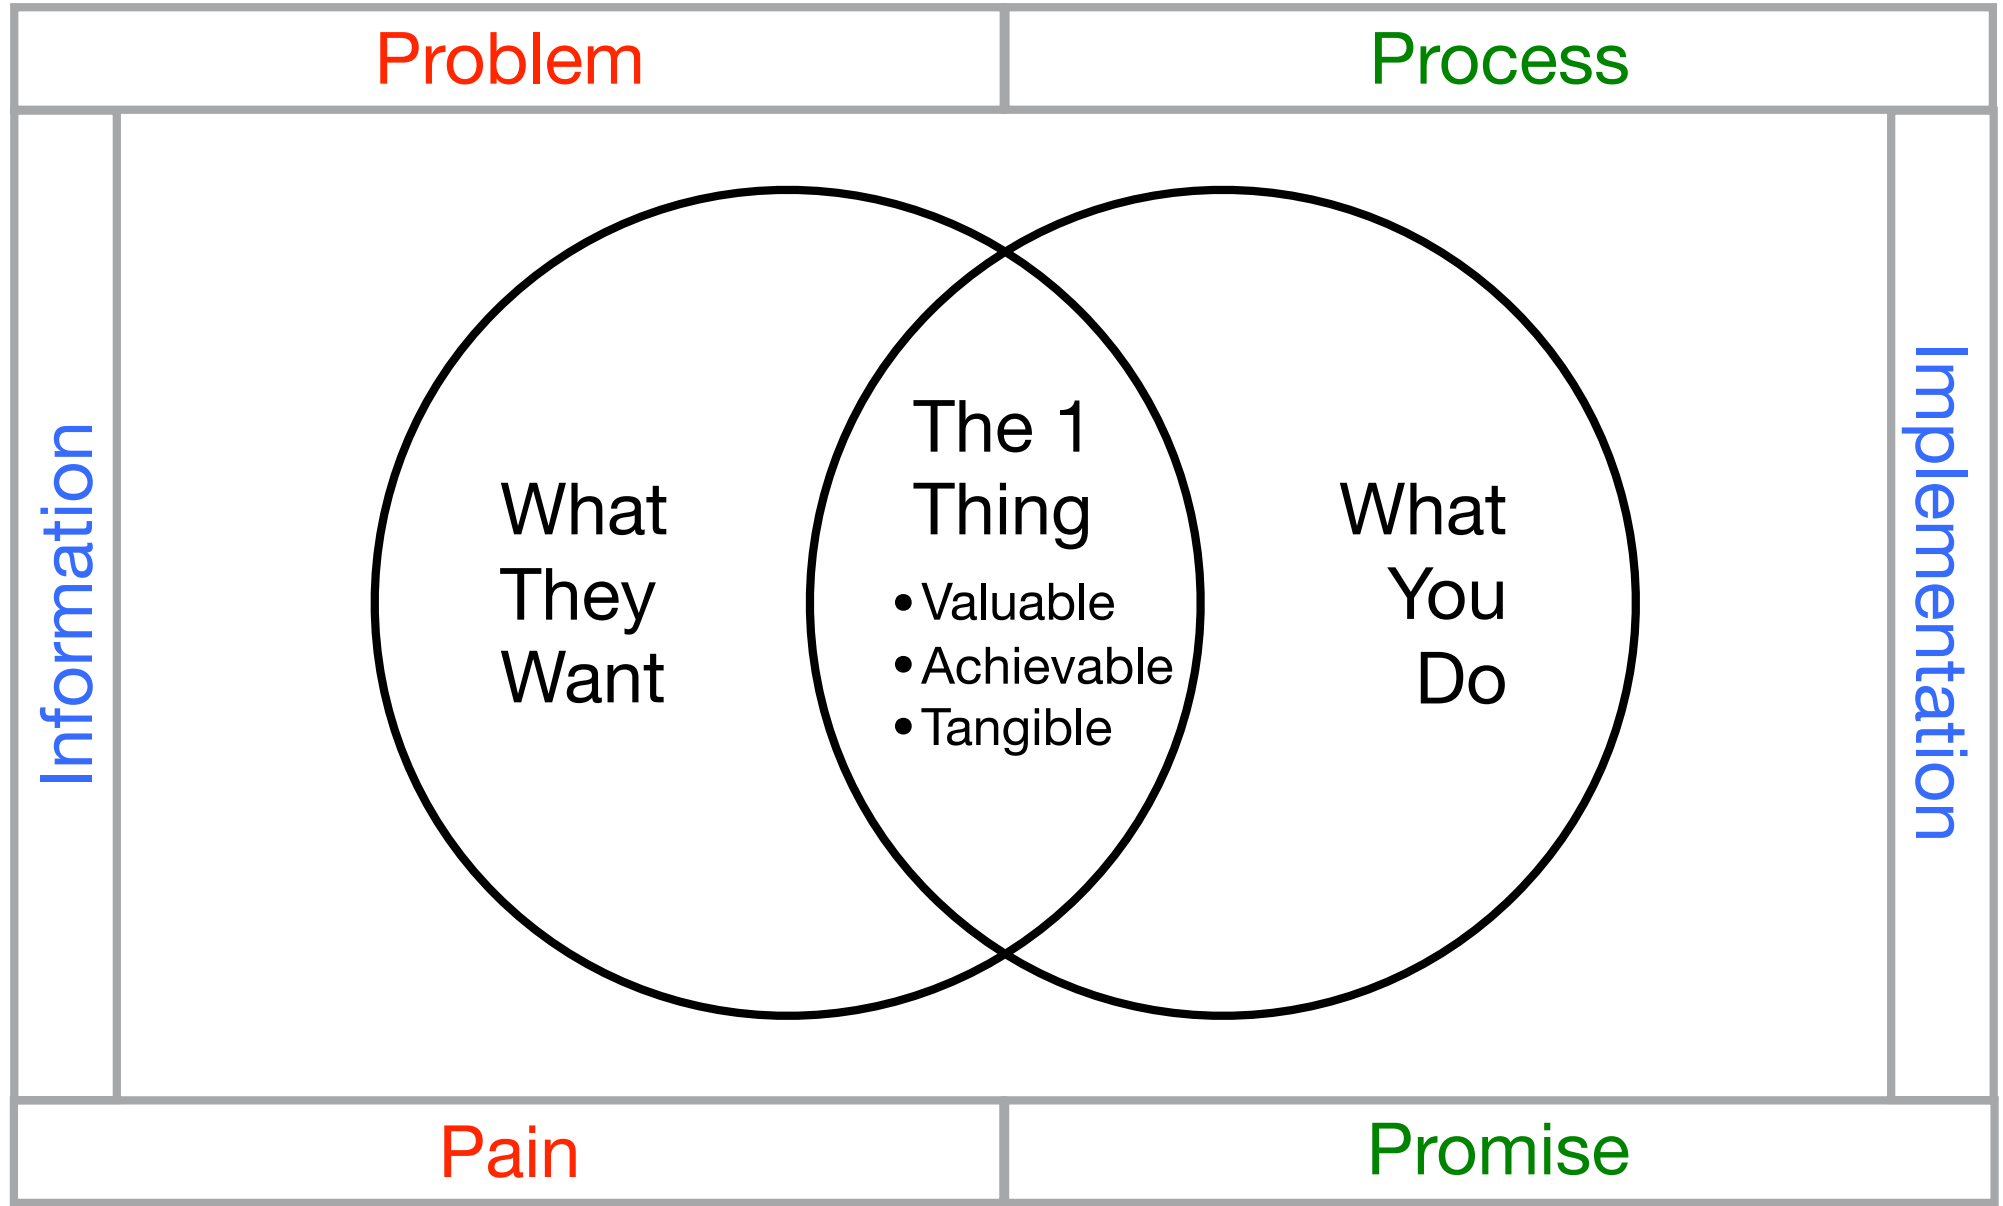 Problem
Process
Information
What
They
Want
The 1
Thing
• Valuable
• Achievable
• Tangible
What
You
Do
Implementation
Pain
Promise